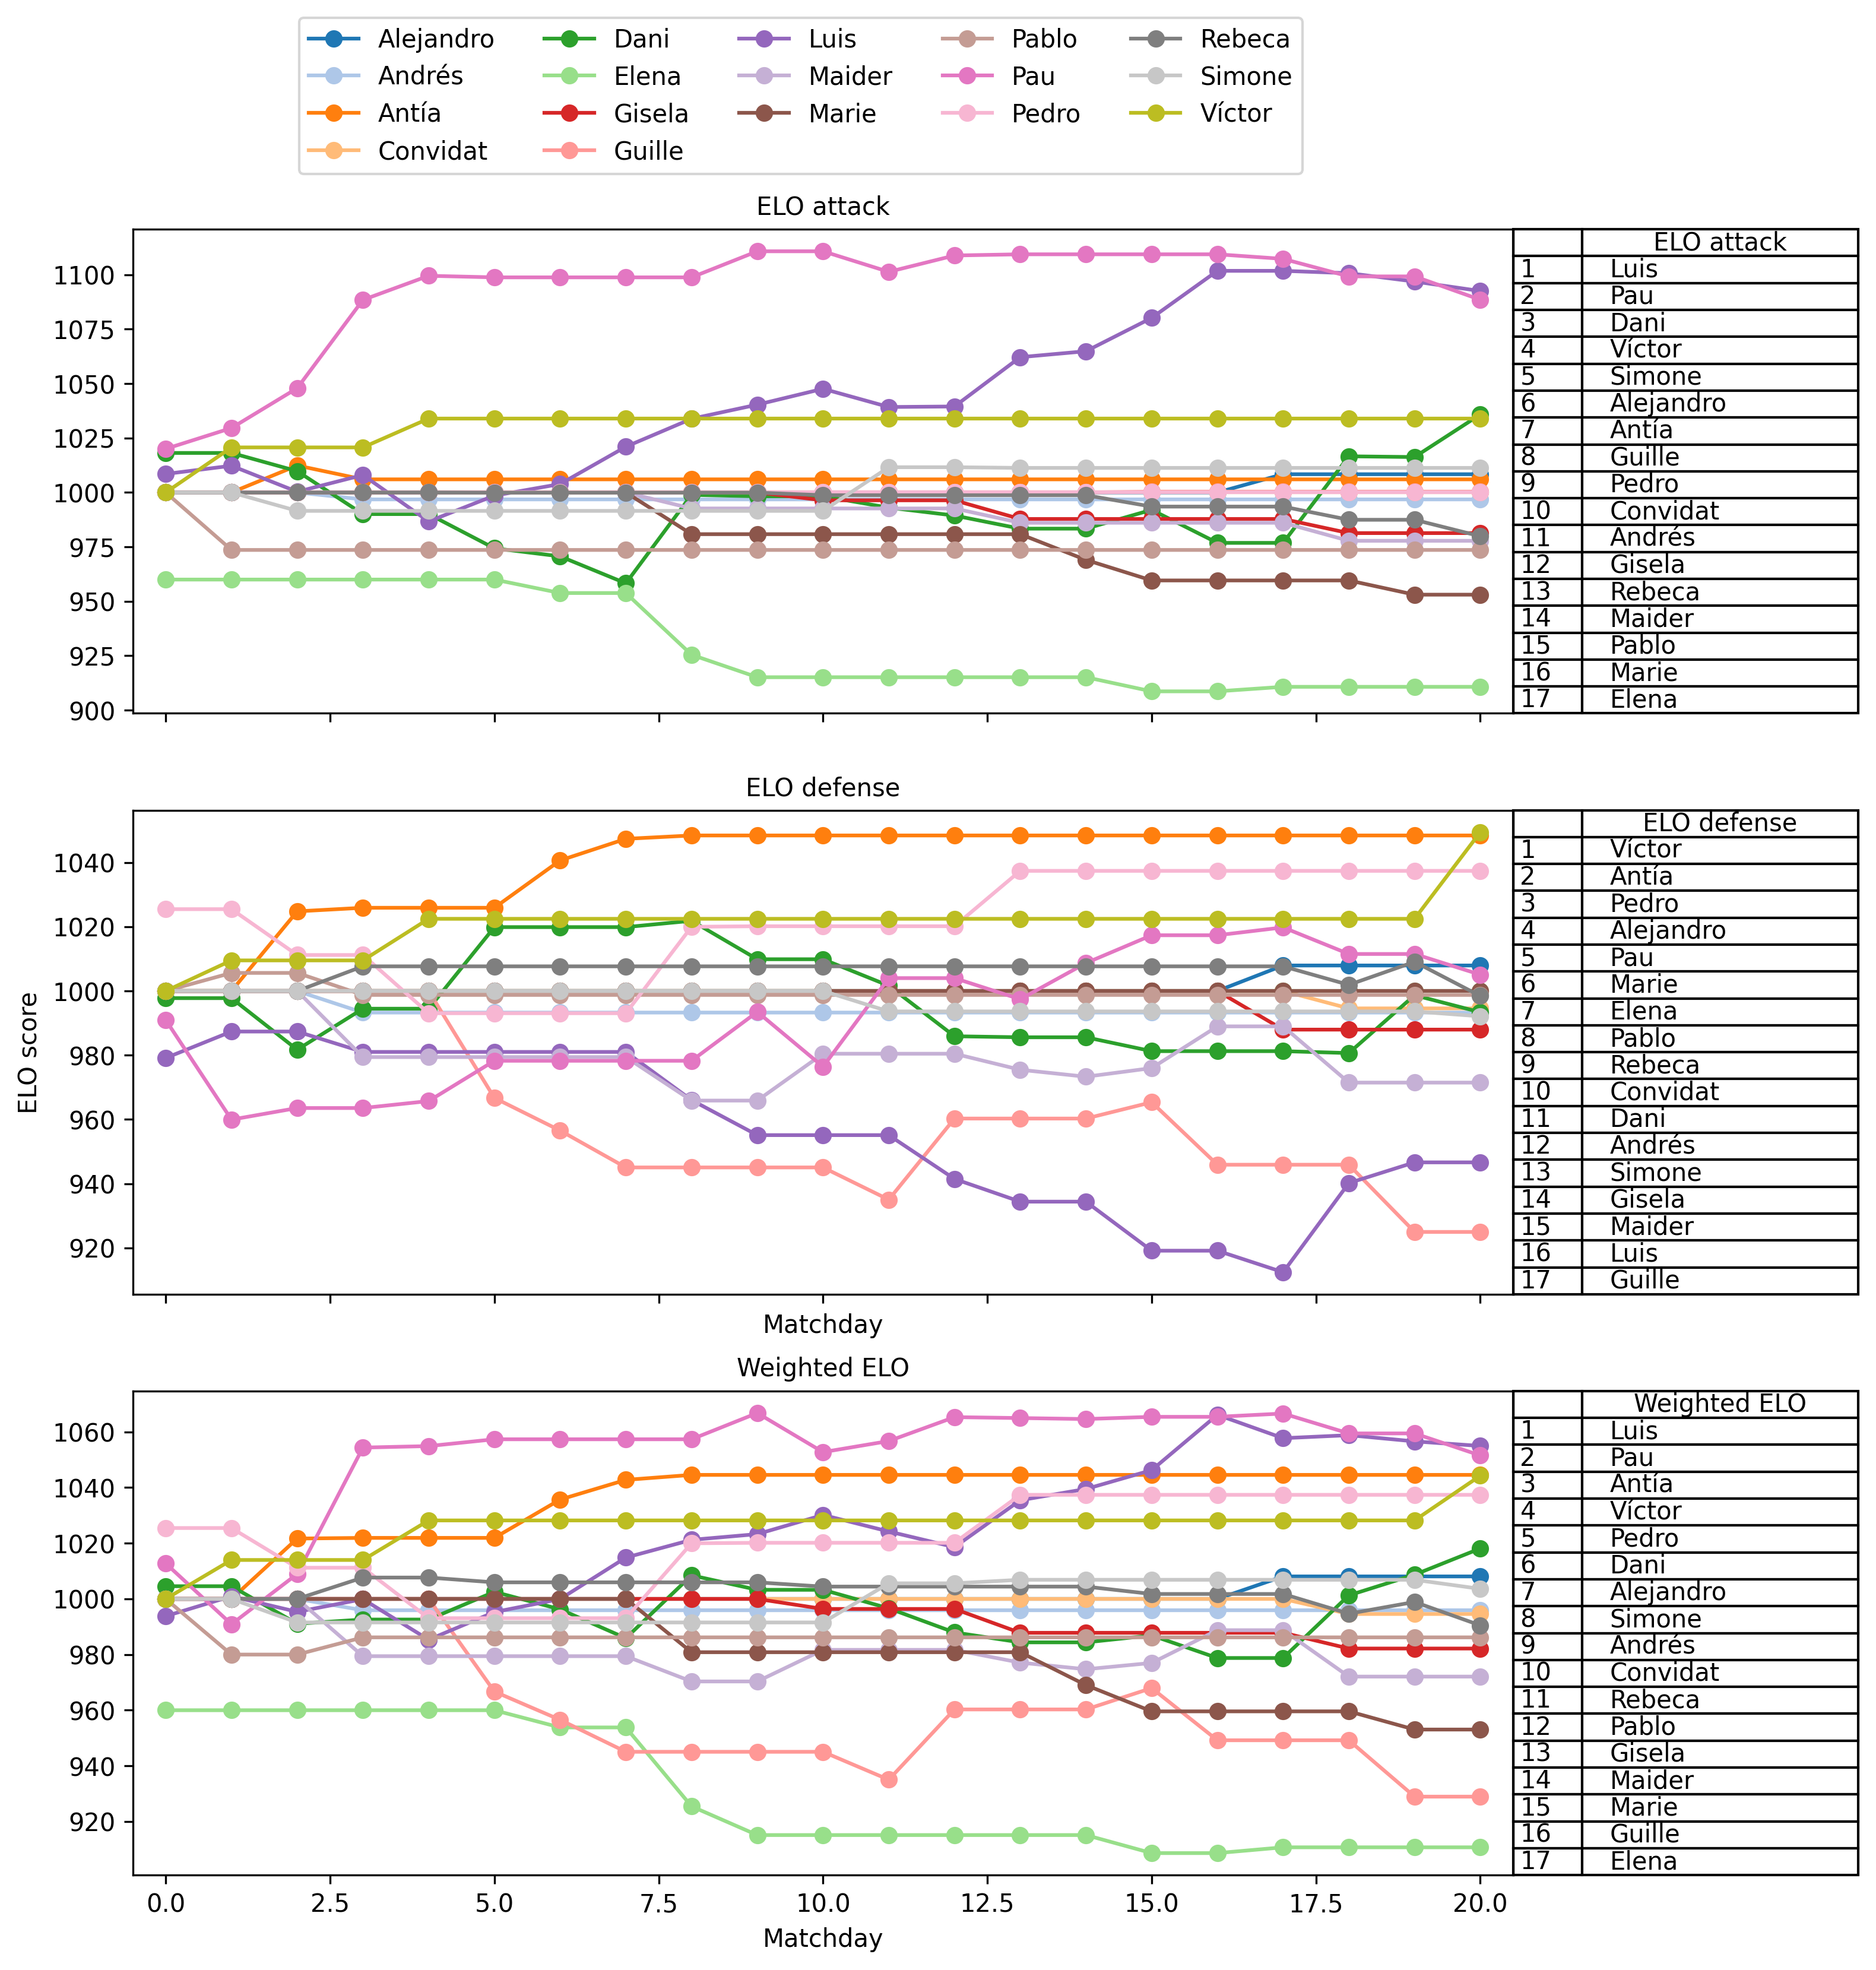 Alejandro Dani Luis Pablo Rebeca
Andrés Elena Maider Pau Simone
Antía Gisela Marie Pedro Víctor
Convidat Guille
ELO attack
1100
1075
1050
1025
1000
975
950
925
900
ELO attack
1 Luis
2 Pau
3 Dani
4 Víctor
5 Simone
6 Alejandro
7 Antía
8 Guille
9 Pedro
10 Convidat
11 Andrés
12 Gisela
13 Rebeca
14 Maider
15 Pablo
16 Marie
17 Elena
ELO defense
ELO score
1040
1020
1000
980
960
940
920
Matchday
ELO defense
1 Víctor
2 Antía
3 Pedro
4 Alejandro
5 Pau
6 Marie
7 Elena
8 Pablo
9 Rebeca
10 Convidat
11 Dani
12 Andrés
13 Simone
14 Gisela
15 Maider
16 Luis
17 Guille
Weighted ELO
1060
1040
1020
1000
980
960
940
920
0.0 2.5 5.0 7.5 10.0 12.5 15.0 17.5 20.0
Matchday
Weighted ELO
1 Luis
2 Pau
3 Antía
4 Víctor
5 Pedro
6 Dani
7 Alejandro
8 Simone
9 Andrés
10 Convidat
11 Rebeca
12 Pablo
13 Gisela
14 Maider
15 Marie
16 Guille
17 Elena